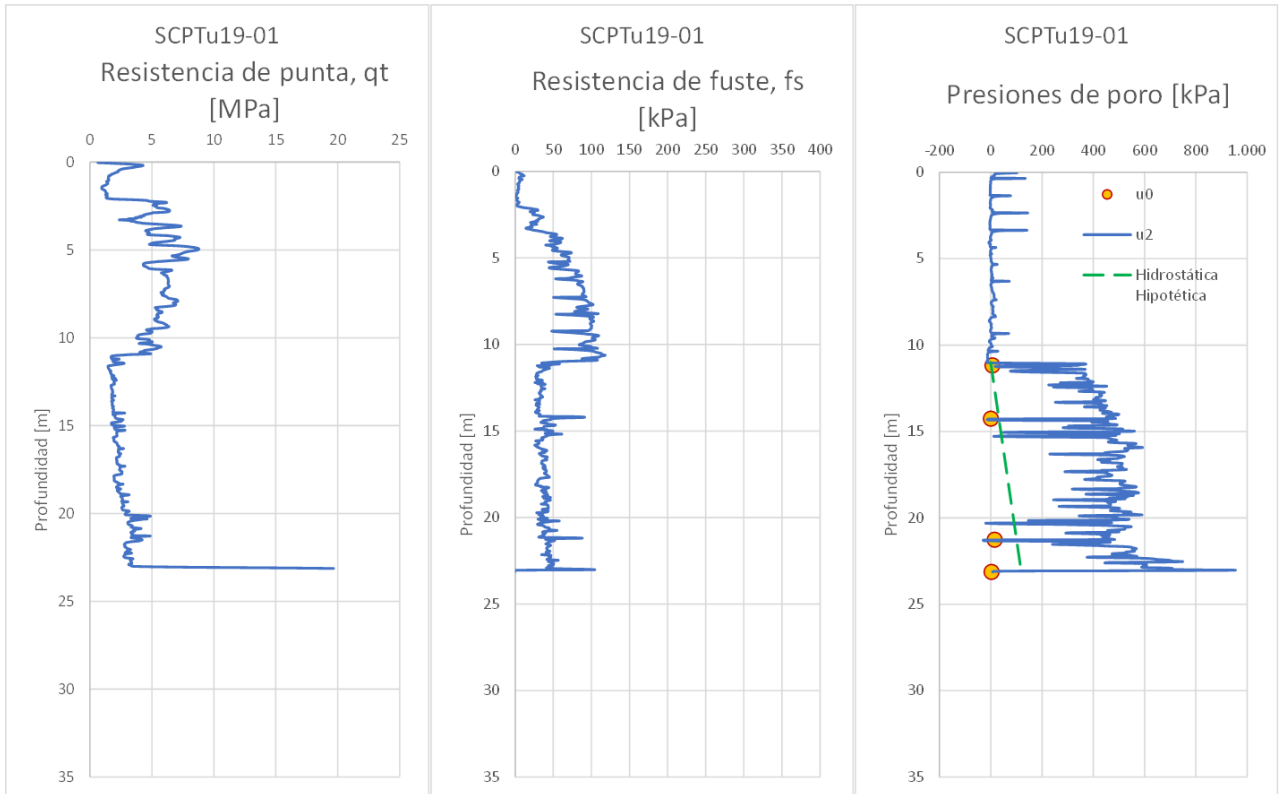 SCPTu19-01
Resistencia de punta, qt
[MPa]
0 5 10 15 20 25
0
5
10
15
20
25
30
35
Profundidad [m]
SCPTu19-01
Resistencia de fuste, fs
[kPa]
0 50 100 150 200 250 300 350 400
0
5
10
15
20
25
30
35
Profundidad [m]
SCPTu19-01
Presiones de poro [kPa]
-200 0 200 400 600 800 1.000
0
5
10
15
20
25
30
35
Profundidad [m]
u0
u2
Hidrostática
Hipotética